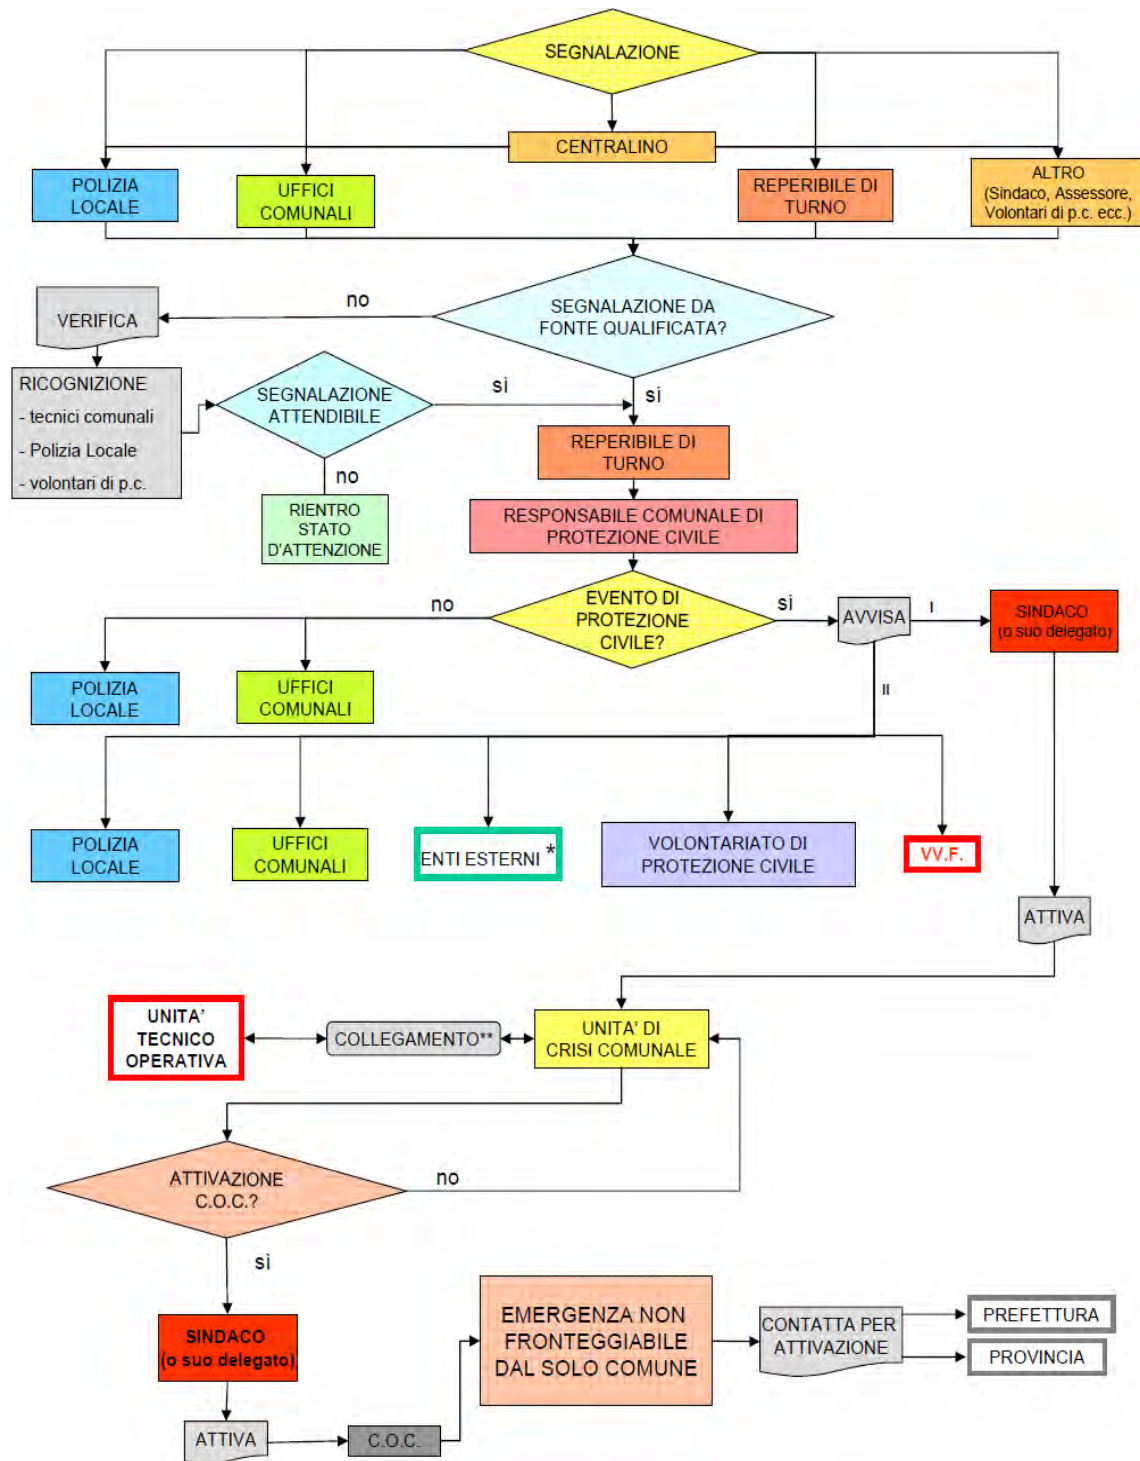 SEGNALAZIONE
CENTRALINO
POLIZIA
LOCALE
UFFICI
COMUNALI
REPERIBILE DI
TURNO
ALTRO
(Sindaco, Assessore,
Volontari di p.c. ecc.)
SEGNALAZIONE DA
FONTE QUALIFICATA?
no
VERIFICA
RICOGNIZIONE
- tecnici comunali
- Polizia Locale
- volontari di p.c.
SEGNALAZIONE
ATTENDIBILE
sì
sì
no
RIENTRO
STATO
D'ATTENZIONE
REPERIBILE DI
TURNO
RESPONSABILE COMUNALE DI
PROTEZIONE CIVILE
EVENTO DI
PROTEZIONE
CIVILE?
no
sì
AVVISA
I
SINDACO
(o suo delegato)
II
POLIZIA
LOCALE
UFFICI
COMUNALI
POLIZIA
LOCALE
UFFICI
COMUNALI
ENTI ESTERNI *
VOLONTARIATO DI
PROTEZIONE CIVILE
VV.F.
ATTIVA
UNITA'
TECNICO
OPERATIVA
COLLEGAMENTO**
UNITA' DI
CRISI COMUNALE
ATTIVAZIONE
C.O.C.?
no
sì
SINDACO
(o suo delegato)
ATTIVA
C.O.C.
EMERGENZA NON
FRONTEGGIABILE
DAL SOLO COMUNE
CONTATTA PER
ATTIVAZIONE
PREFETTURA
PROVINCIA